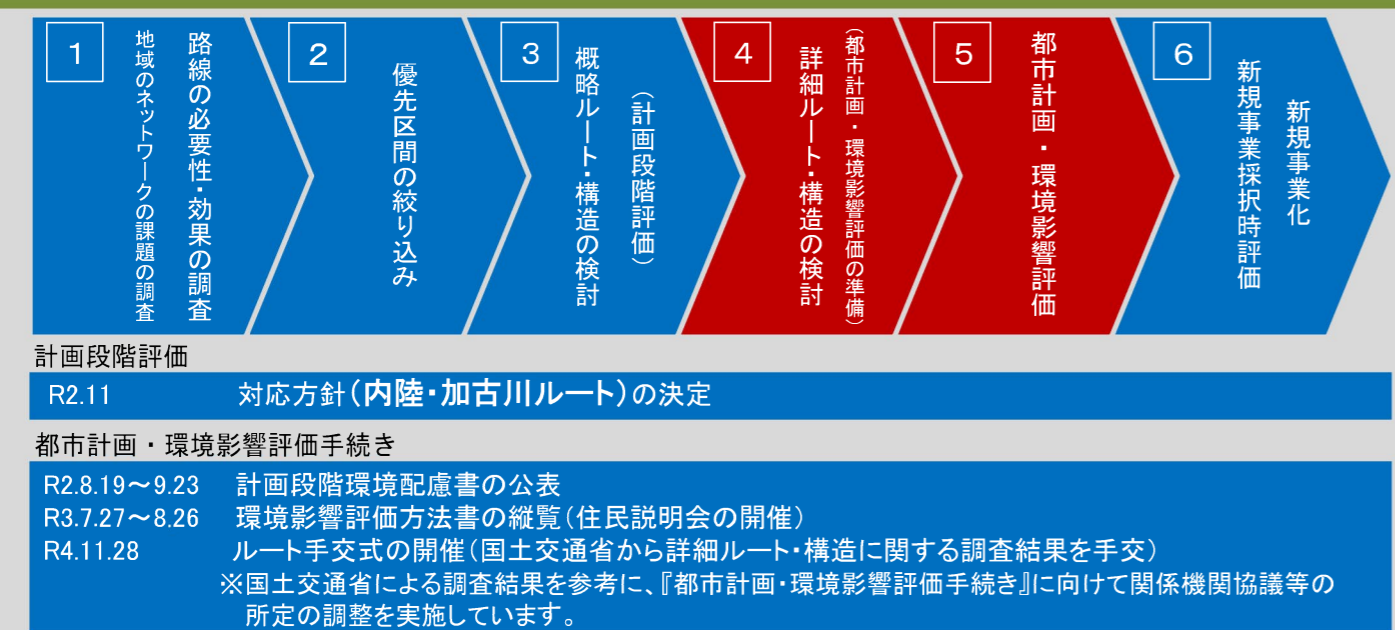 1
路線の必要性・効果の調査
地域のネットワークの課題の調査
2
優先区間の絞り込み
3
概略ルート・構造の検討
（計画段階評価）
4
（都市計画・環境影響評価の準備）
詳細ルート・構造の検討
5
都市計画・環境影響評価
6
新規事業採択時評価
新規事業化
計画段階評価
R2.11 対応方針（内陸・加古川ルート）の決定
都市計画・環境影響評価手続き
R2.8.19～9.23 計画段階環境配慮書の公表
R3.7.27～8.26 環境影響評価方法書の縦覧（住民説明会の開催）
R4.11.28 ルート手交式の開催（国土交通省から詳細ルート・構造に関する調査結果を手交）
※国土交通省による調査結果を参考に、『都市計画・環境影響評価手続き』に向けて関係機関協議等の
所定の調整を実施しています。